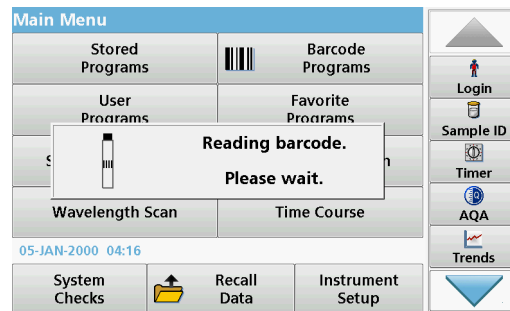 Main Menu
Stored
Programs
Barcode
Programs
User
Programs
Favorite
Programs
Reading barcode.
Please wait.
Wavelength Scan
Time Course
05-JAN-2000 04:16
System
Checks
Recall
Data
Instrument
Setup
Login
Sample ID
Timer
AQA
Trends